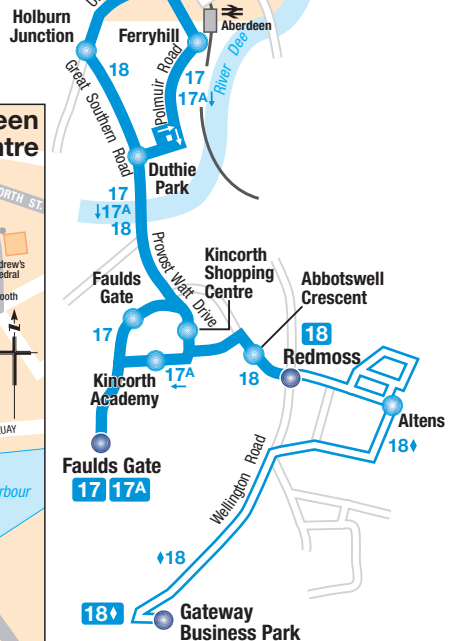 Holburn
Junction
Ferryhill
Aberdeen
18
17
17A↓
Great Southern Road
Polmuir Road
River Dee
Duthie
Park
17
↓17A
18
Provost Watt Drive
Kincorth
Shopping
Centre
Faulds
Gate
Abbotswell
Crescent
17
18
Redmoss
17A
←
18
Kincorth
Academy
Altens
18♦
Faulds Gate
17 17A
Wellington Road
♦18
18♦
Gateway
Business Park
een
ntre
ORTH ST.
drew's
edral
ooth
UAY
rbour